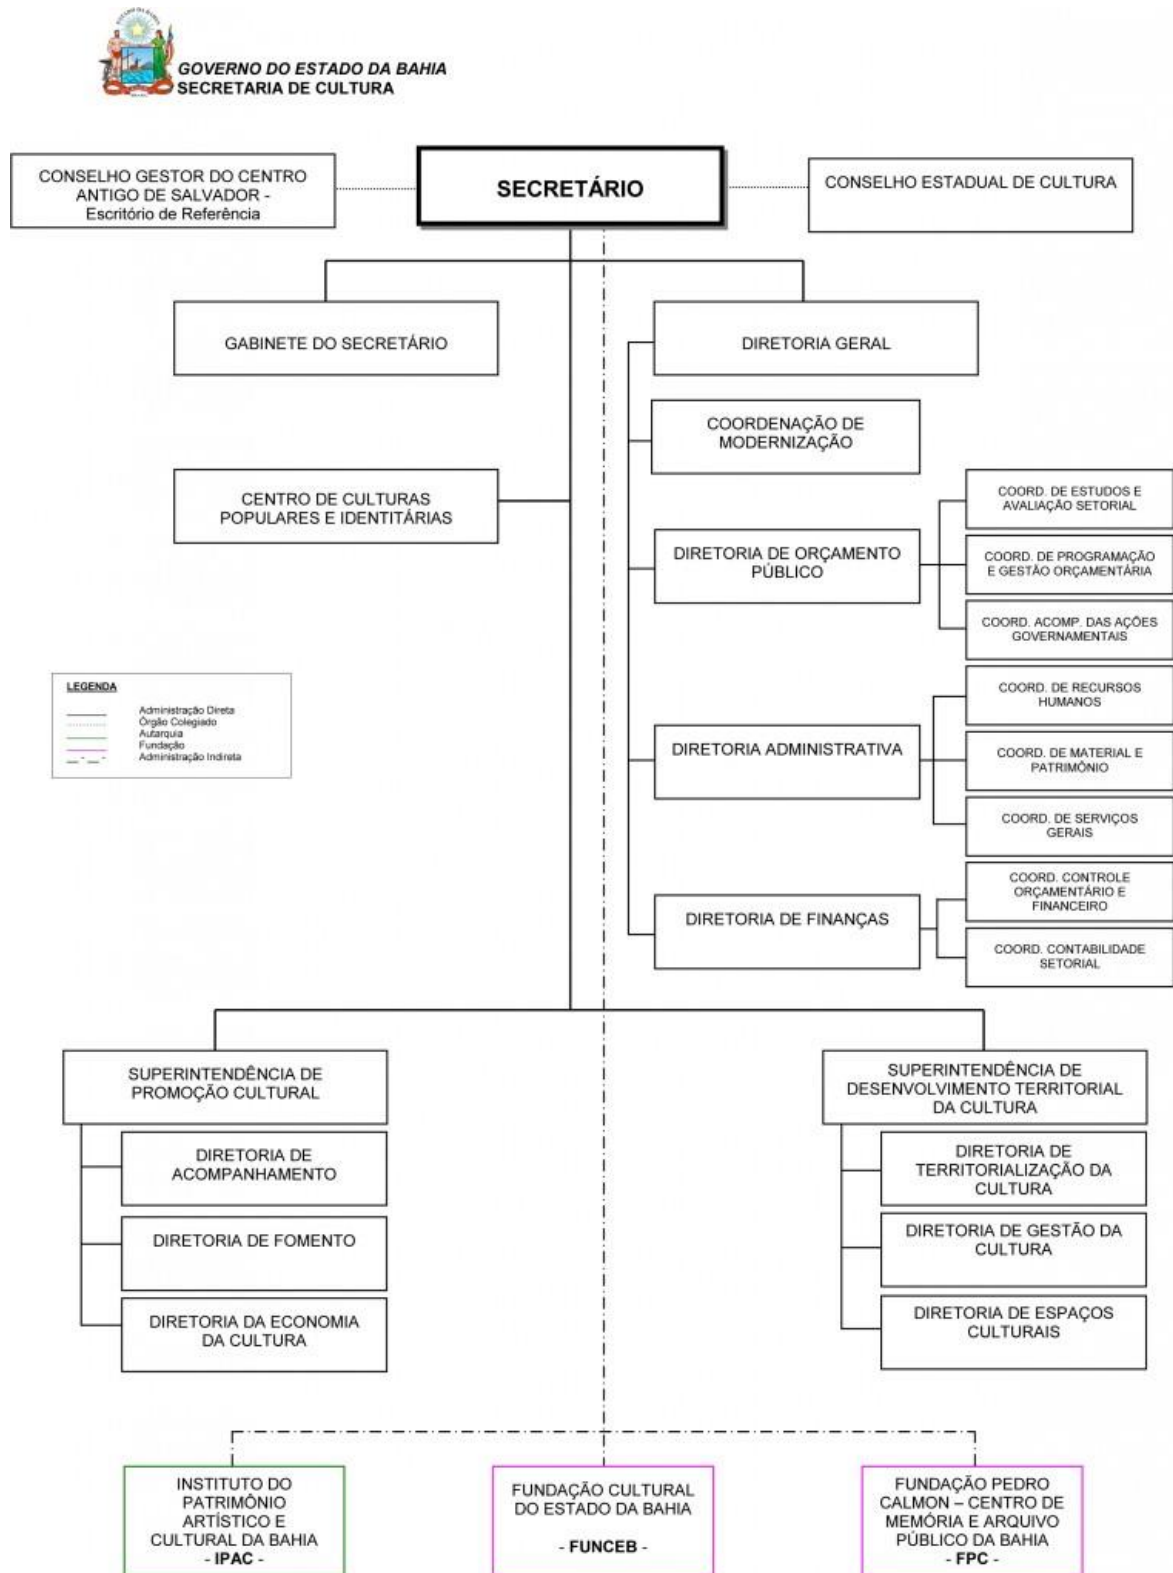 GOVERNO DO ESTADO DA BAHIA
SECRETARIA DE CULTURA
CONSELHO GESTOR DO CENTRO
ANTIGO DE SALVADOR -
Escritório de Referência
SECRETÁRIO
CONSELHO ESTADUAL DE CULTURA
GABINETE DO SECRETÁRIO
DIRETORIA GERAL
COORDENAÇÃO DE
MODERNIZAÇÃO
CENTRO DE CULTURAS
POPULARES E IDENTITÁRIAS
DIRETORIA DE ORÇAMENTO
PÚBLICO
COORD. DE ESTUDOS E
AVALIAÇÃO SETORIAL
COORD. DE PROGRAMAÇÃO
E GESTÃO ORÇAMENTÁRIA
COORD. ACOMP. DAS AÇÕES
GOVERNAMENTAIS
LEGENDA
Administração Direta
Órgão Colegiado
Autarquia
Fundação
Administração Indireta
DIRETORIA ADMINISTRATIVA
COORD. DE RECURSOS
HUMANOS
COORD. DE MATERIAL E
PATRIMÔNIO
COORD. DE SERVIÇOS
GERAIS
DIRETORIA DE FINANÇAS
COORD. CONTROLE
ORÇAMENTÁRIO E
FINANCEIRO
COORD. CONTABILIDADE
SETORIAL
SUPERINTENDÊNCIA DE
PROMOÇÃO CULTURAL
DIRETORIA DE
ACOMPANHAMENTO
DIRETORIA DE FOMENTO
DIRETORIA DA ECONOMIA
DA CULTURA
SUPERINTENDÊNCIA DE
DESENVOLVIMENTO TERRITORIAL
DA CULTURA
DIRETORIA DE
TERRITORIALIZAÇÃO DA
CULTURA
DIRETORIA DE GESTÃO DA
CULTURA
DIRETORIA DE ESPAÇOS
CULTURAIS
INSTITUTO DO
PATRIMÔNIO
ARTÍSTICO E
CULTURAL DA BAHIA
- IPAC -
FUNDAÇÃO CULTURAL
DO ESTADO DA BAHIA
- FUNCEB -
FUNDAÇÃO PEDRO
CALMON – CENTRO DE
MEMÓRIA E ARQUIVO
PÚBLICO DA BAHIA
- FPC -